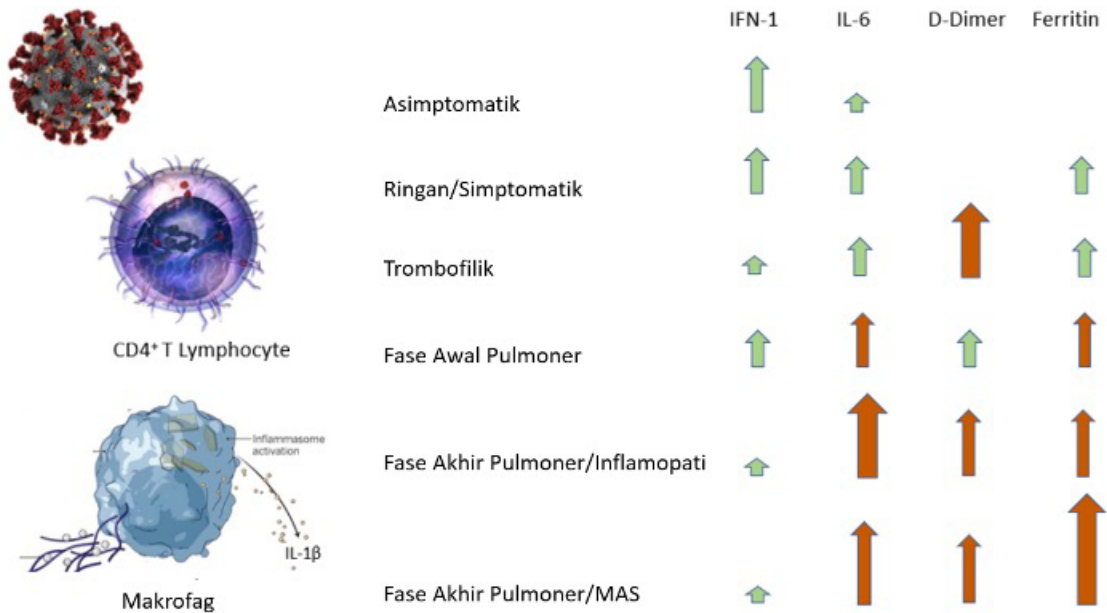 IFN-1 IL-6 D-Dimer Ferritin
Asimptomatik
Ringan/Simptomatik
Trombofilik
CD4⁺ T Lymphocyte
Fase Awal Pulmoner
Inflammasome
activation
Fase Akhir Pulmoner/Inflamopati
IL-1β
Makrofag
Fase Akhir Pulmoner/MAS